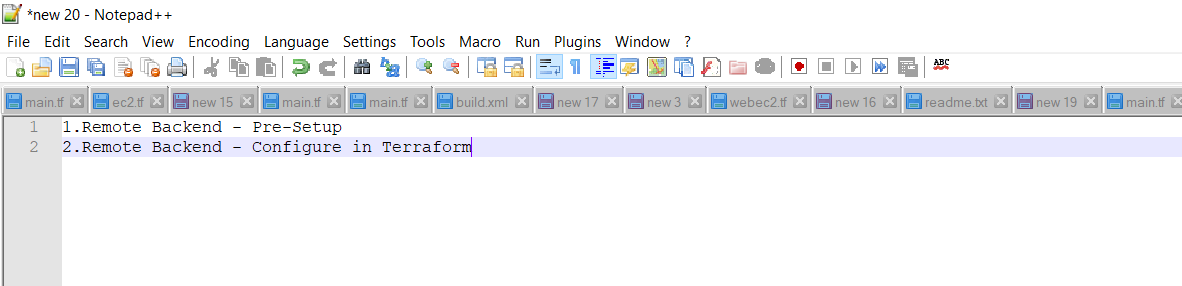 *new 20 - Notepad++
File Edit Search View Encoding Language Settings Tools Macro Run Plugins Window ?
ABC
main.tf ec2.tf new 15 main.tf main.tf build.xml new 17 new 3 webec2.tf new 16 readme.txt new 19 main.tf
1 1.Remote Backend - Pre-Setup
2 2.Remote Backend - Configure in Terraform